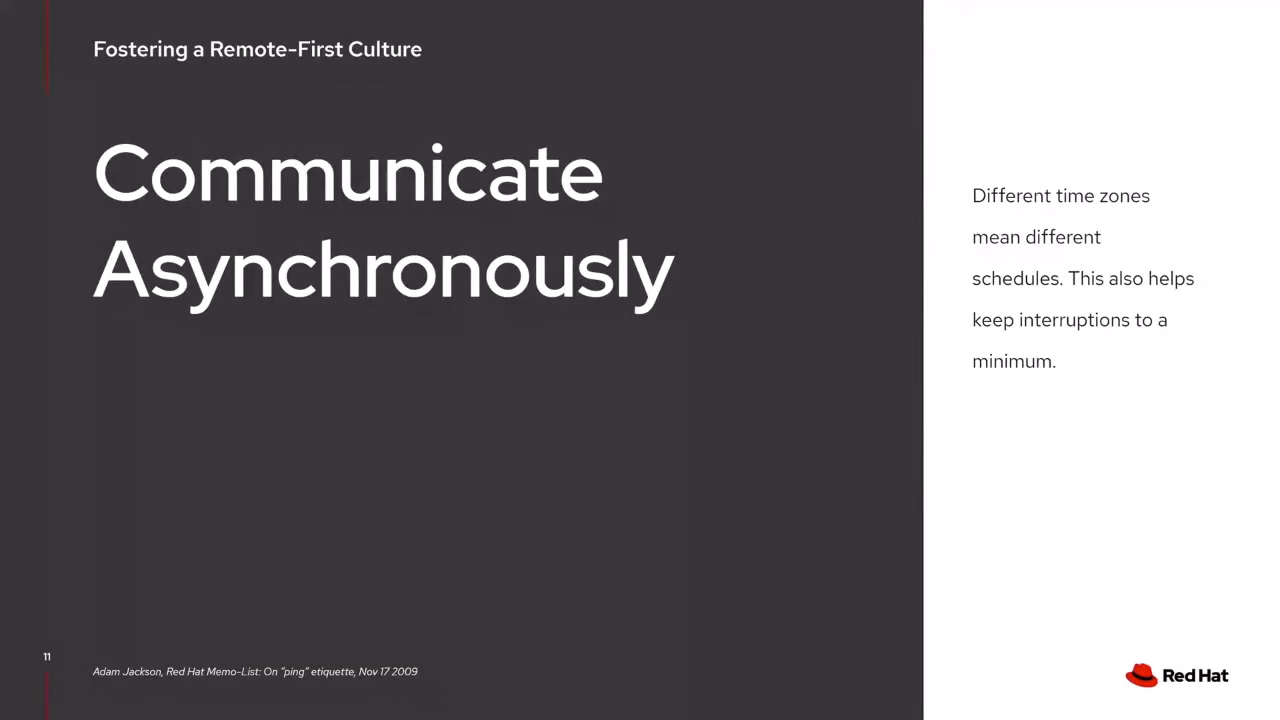 Fostering a Remote-First Culture
Communicate
Asynchronously
Different time zones
mean different
schedules. This also helps
keep interruptions to a
minimum.
11
Adam Jackson, Red Hat Memo-List: On "ping" etiquette, Nov 17 2009
Red Hat